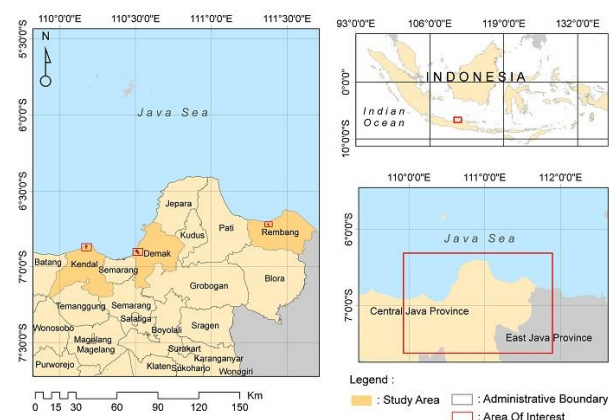 110°0'0"E 110°30'0"E 111°0'0"E 111°30'0"E
5°30'0"S
N
Java Sea
6°0'0"S
6°30'0"S
Jepara
Pati
Kudus
Rembang
Demak
Batang
Kendal
Semarang
7°0'0"S
Blora
Grobogan
Temanggung
Semarang
Salatiga
Wonosobo
Boyolali
Sragen
7°30'0"S
Magelang
Magelang
Surakart
Karanganyar
Purworejo
Klaten
Sukoharjo
Wonogiri
Km
0 15 30 60 90 120 150
93°0'0"E 106°0'0"E 119°0'0"E 132°0'0"E
0°0'0"
INDONESIA
Indian
Ocean
10°0'0"S
110°0'0"E 111°0'0"E 112°0'0"E
6°0'0"S
Java Sea
7°0'0"S
Central Java Province
East Java Province
Legend :
: Study Area : Administrative Boundary
: Area Of Interest